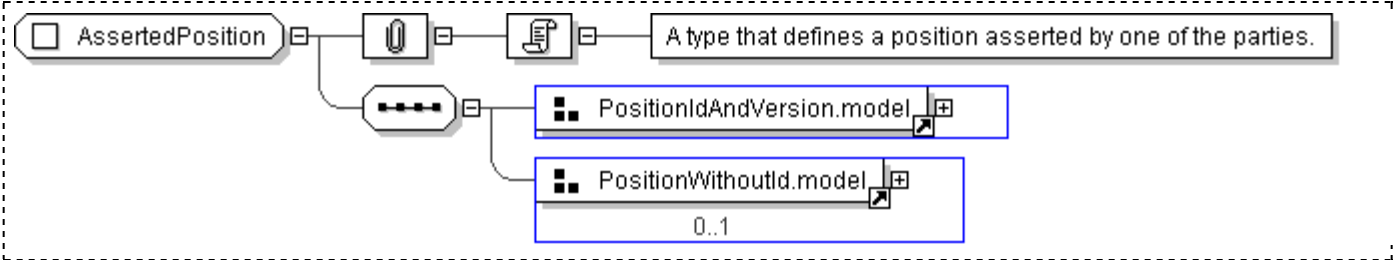 AssertedPosition
A type that defines a position asserted by one of the parties.
PositionIdAndVersion.model
PositionWithoutId.model
0..1